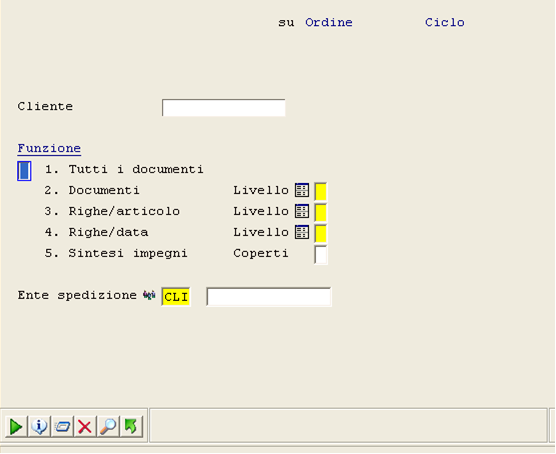 su Ordine Ciclo
Cliente
Funzione
1. Tutti i documenti
2. Documenti Livello
3. Righe/articolo Livello
4. Righe/data Livello
5. Sintesi impegni Coperti
Ente spedizione CLI